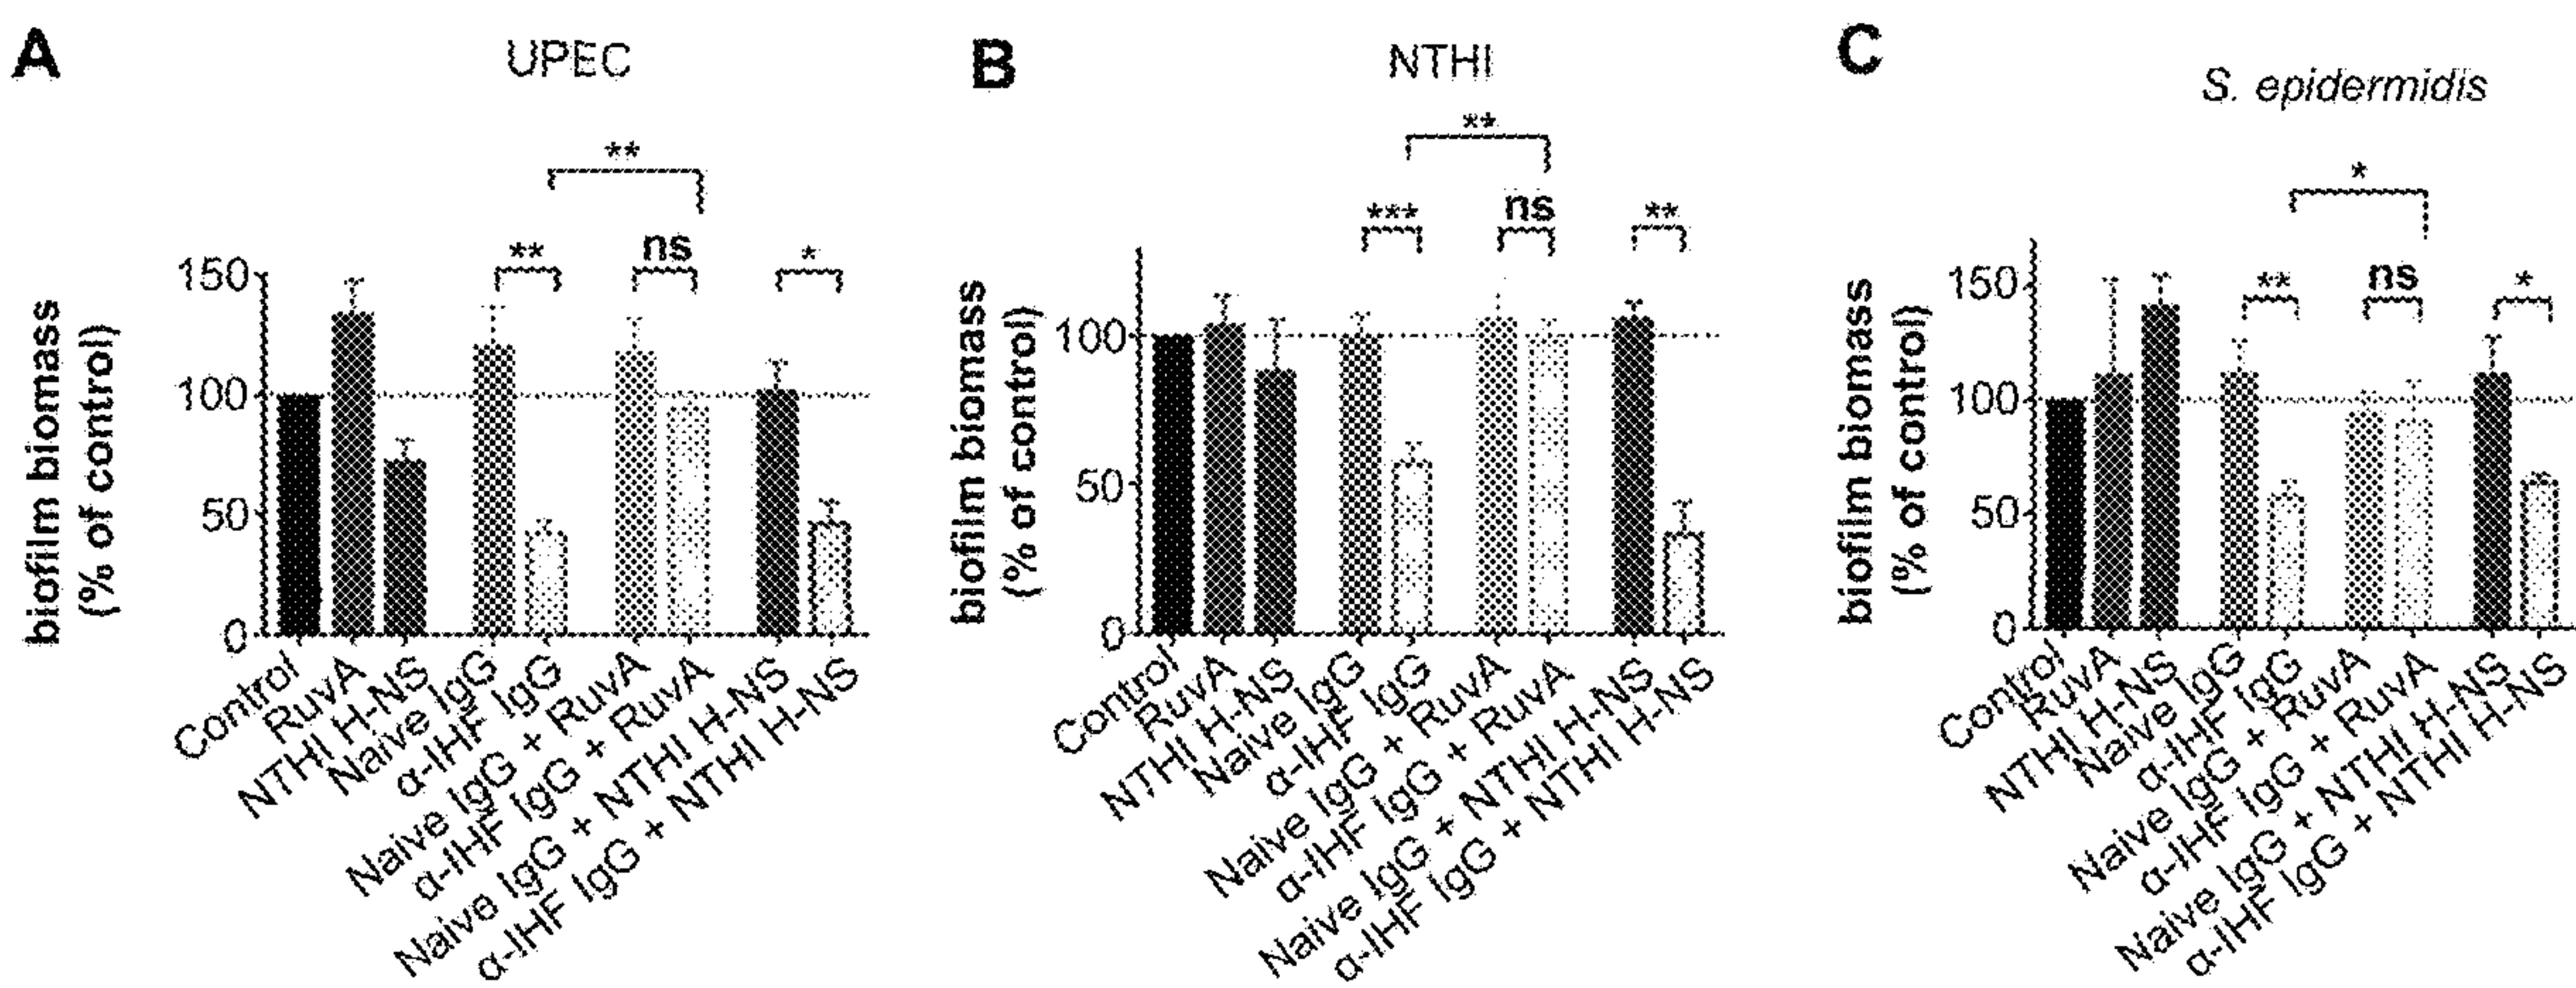 A
UPEC
**
** ns *
biofilm biomass
(% of control)
150
100
50
0
Control
RuvA
NTHI H-NS
Naive IgG
α-IHF IgG
Naive IgG + RuvA
α-IHF IgG + RuvA
Naive IgG + NTHI H-NS
α-IHF IgG + NTHI H-NS
B
NTHI
**
*** ns **
biofilm biomass
(% of control)
100
50
0
Control
RuvA
NTHI H-NS
Naive IgG
α-IHF IgG
Naive IgG + RuvA
α-IHF IgG + RuvA
Naive IgG + NTHI H-NS
α-IHF IgG + NTHI H-NS
C
S. epidermidis
*
** ns *
biofilm biomass
(% of control)
150
100
50
0
Control
RuvA
NTHI H-NS
Naive IgG
α-IHF IgG
Naive IgG + RuvA
α-IHF IgG + RuvA
Naive IgG + NTHI H-NS
α-IHF IgG + NTHI H-NS